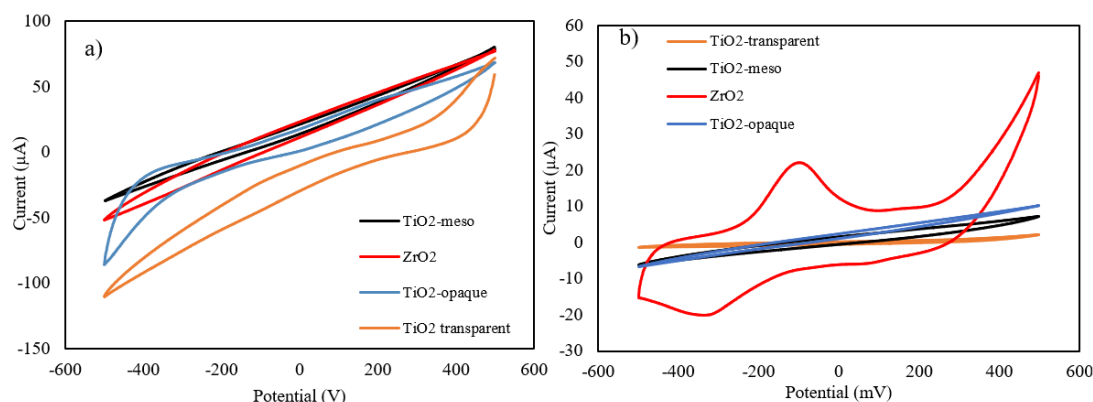 a)
100
50
0
-50
-100
-150
Current (µA)
-600
-400
-200
0
200
400
600
Potential (V)
TiO2-meso
ZrO2
TiO2-opaque
TiO2 transparent
b)
60
50
40
30
20
10
0
-10
-20
-30
Current (µA)
-600
-400
-200
0
200
400
600
Potential (mV)
TiO2-transparent
TiO2-meso
ZrO2
TiO2-opaque